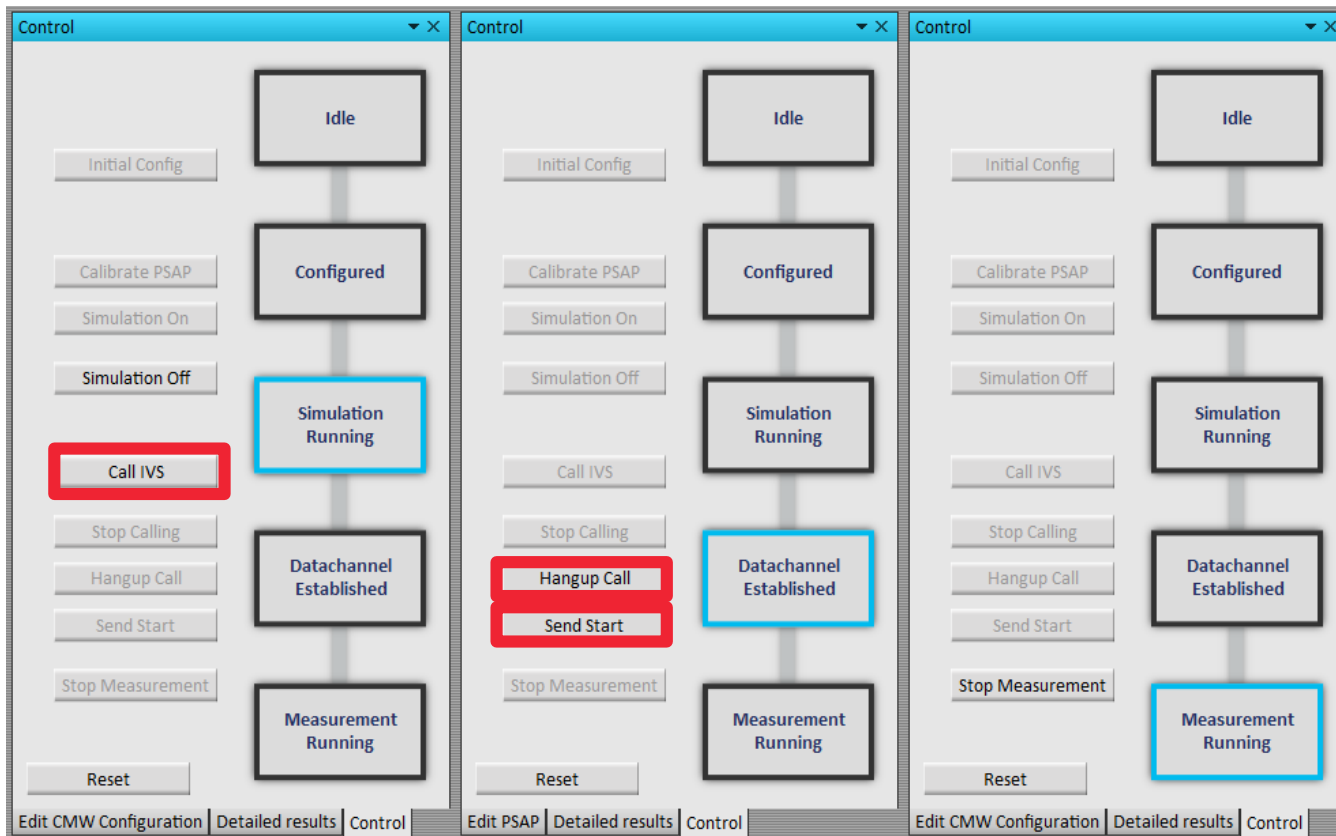 Control
Idle
Initial Config
Configured
Calibrate PSAP
Simulation On
Simulation Off
Simulation
Running
Call IVS
Stop Calling
Datachannel
Established
Hangup Call
Send Start
Stop Measurement
Measurement
Running
Reset
Edit CMW Configuration Detailed results Control
Control
Idle
Initial Config
Configured
Calibrate PSAP
Simulation On
Simulation Off
Simulation
Running
Call IVS
Stop Calling
Datachannel
Established
Hangup Call
Send Start
Stop Measurement
Measurement
Running
Reset
Edit PSAP Detailed results Control
Control
Idle
Initial Config
Configured
Calibrate PSAP
Simulation On
Simulation Off
Simulation
Running
Call IVS
Stop Calling
Datachannel
Established
Hangup Call
Send Start
Stop Measurement
Measurement
Running
Reset
Edit CMW Configuration Detailed results Control